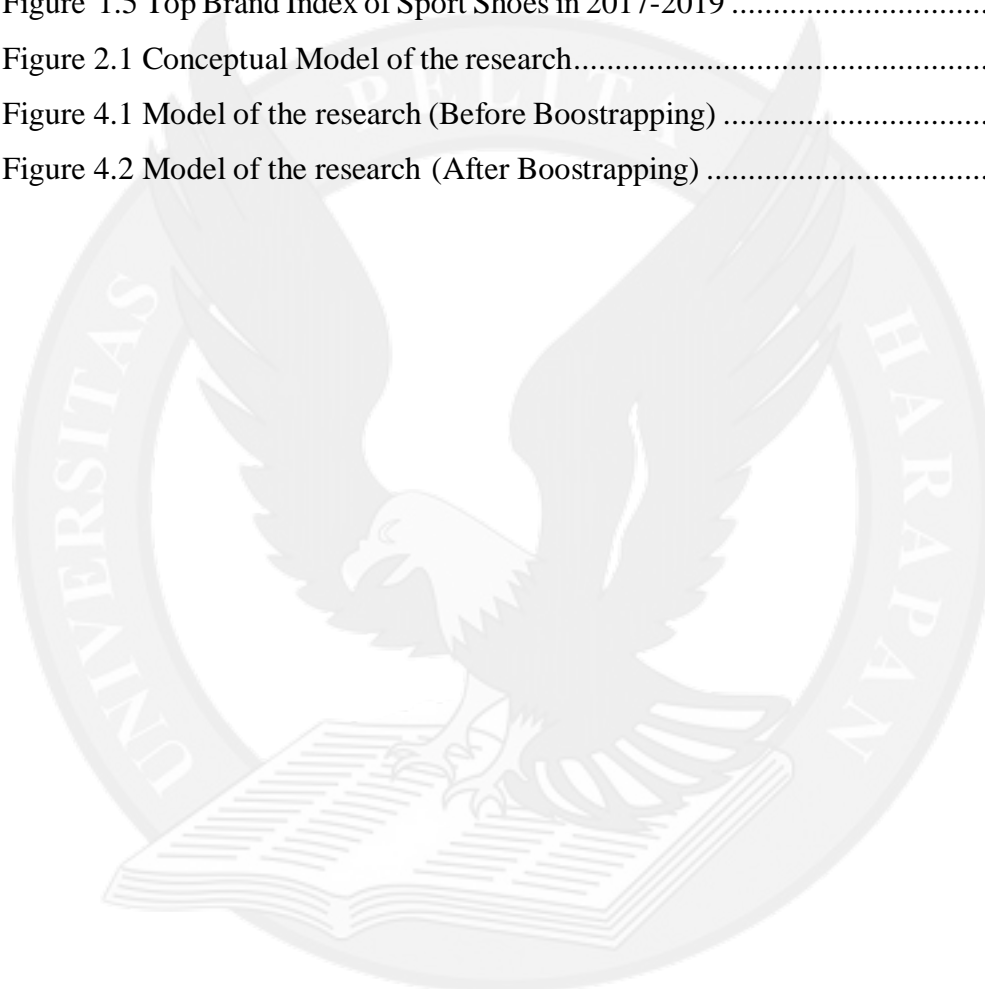 Figure 1.5 Top Brand Index of Sport Shoes in 2017-2019 ..............................
Figure 2.1 Conceptual Model of the research..................................................
Figure 4.1 Model of the research (Before Boostrapping) ................................
Figure 4.2 Model of the research (After Boostrapping) ..................................
UNIVERSITAS PELITA HARAPAN